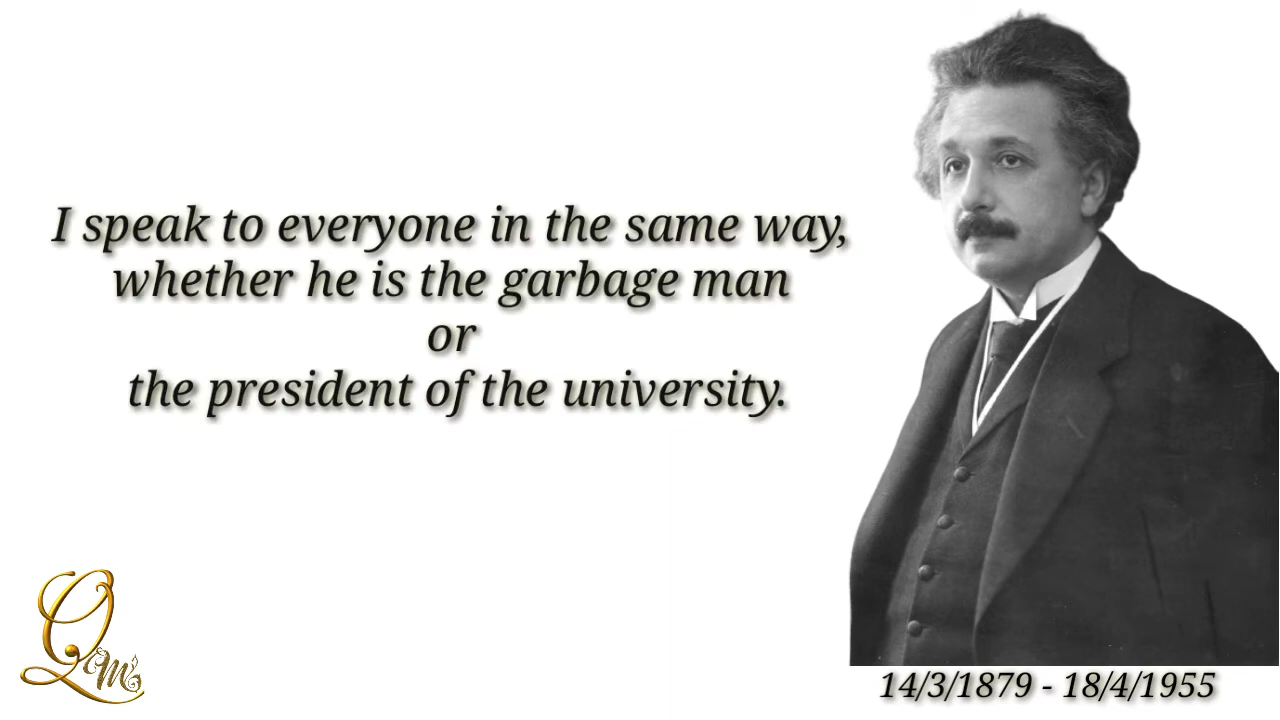 I speak to everyone in the same way,
whether he is the garbage man
or
the president of the university.
14/3/1879 - 18/4/1955
QM's